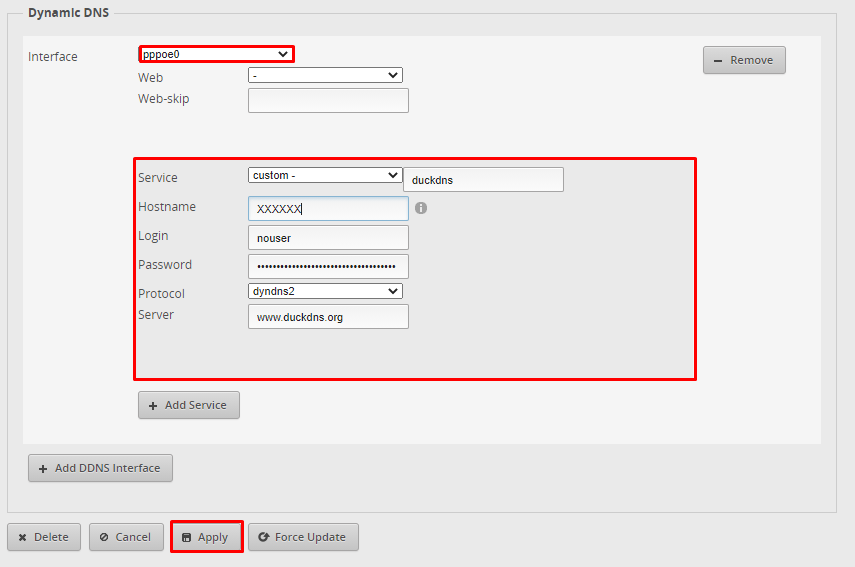 Dynamic DNS
Interface pppoe0 − Remove
Web -
Web-skip
Service custom - duckdns
Hostname XXXXXX
Login nouser
Password ••••••••••••••••••••••••••••••••••••
Protocol dyndns2
Server www.duckdns.org
+ Add Service
+ Add DDNS Interface
Delete Cancel Apply Force Update